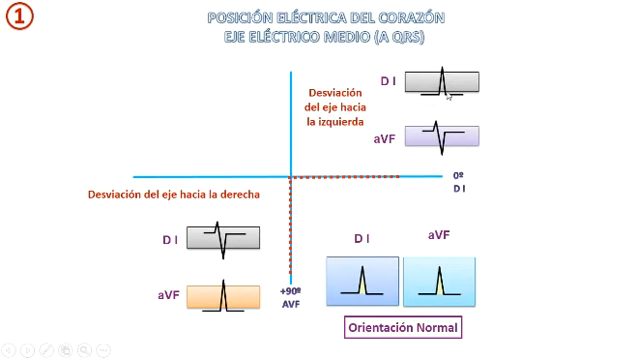 1
POSICIÓN ELÉCTRICA DEL CORAZÓN
EJE ELÉCTRICO MEDIO (A QRS)
Desviación
del eje hacia
la izquierda
D I
aVF
0º
D I
Desviación del eje hacia la derecha
D I
aVF
+90º
AVF
D I
aVF
Orientación Normal